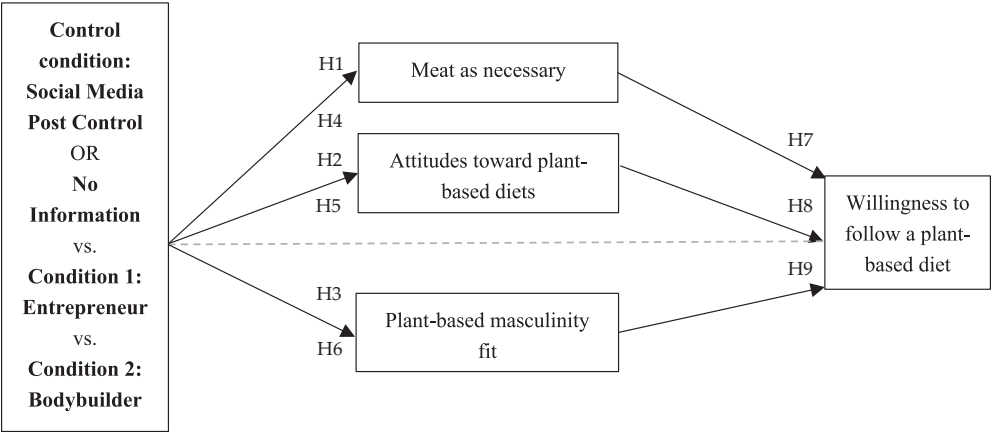 Control
condition:
Social Media
Post Control
OR
No
Information
vs.
Condition 1:
Entrepreneur
vs.
Condition 2:
Bodybuilder
H1
H4
H2
H5
H3
H6
Meat as necessary
Attitudes toward plant-
based diets
Plant-based masculinity
fit
H7
H8
H9
Willingness to
follow a plant-
based diet